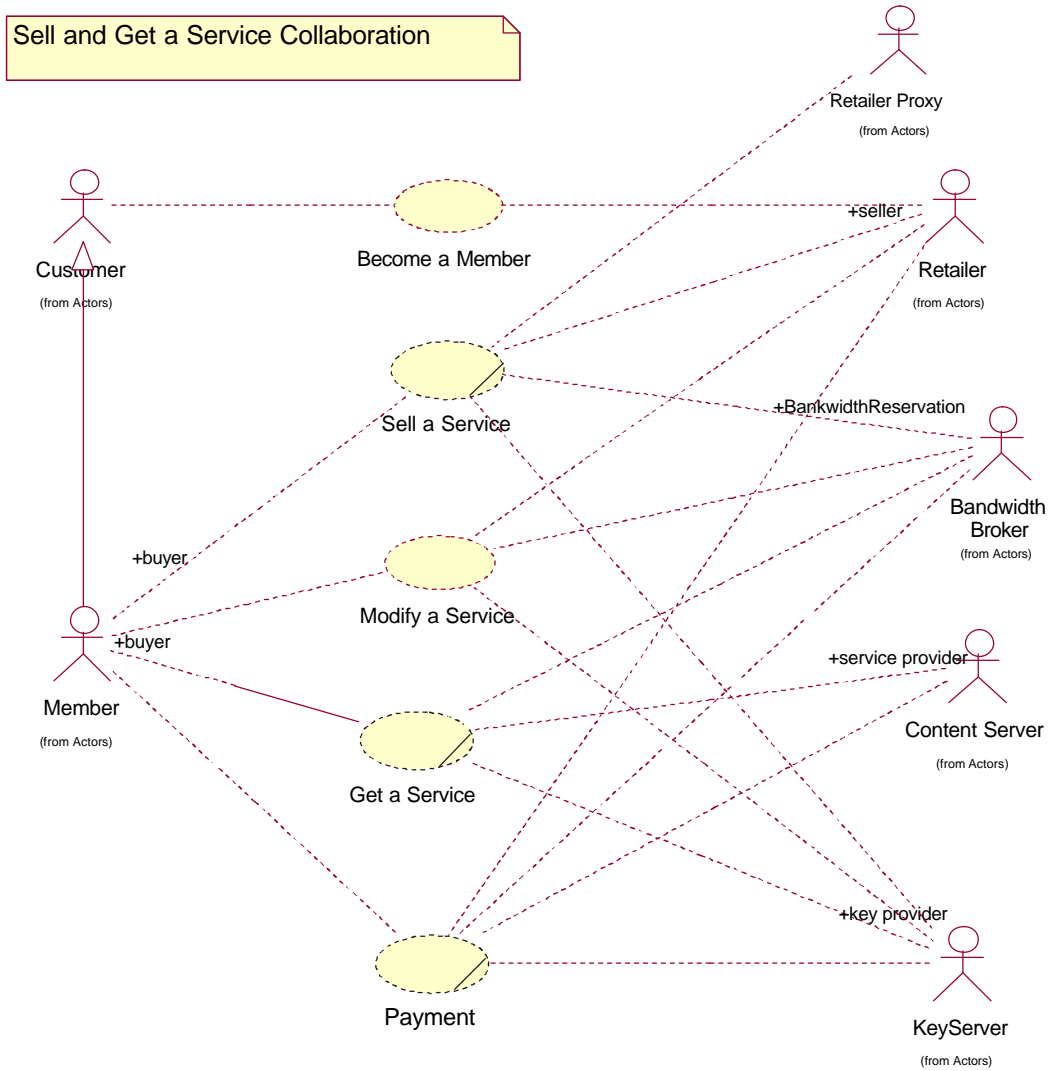 Sell and Get a Service Collaboration
Retailer Proxy
(from Actors)
+seller
Customer
(from Actors)
Become a Member
Retailer
(from Actors)
+BankwidthReservation
Sell a Service
Bandwidth
Broker
(from Actors)
+buyer
Modify a Service
+buyer
+service provider
Member
(from Actors)
Content Server
(from Actors)
Get a Service
+key provider
Payment
KeyServer
(from Actors)